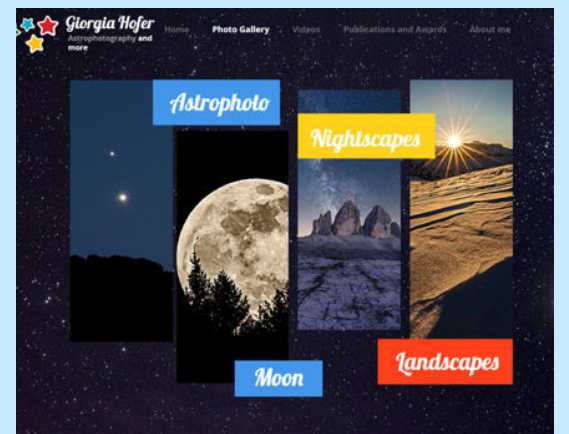 Giorgia Hofer
Astrophotography and
more
Home Photo Gallery Videos Publications and Awards About me
Astrophoto
Nightscapes
Landscapes
Moon